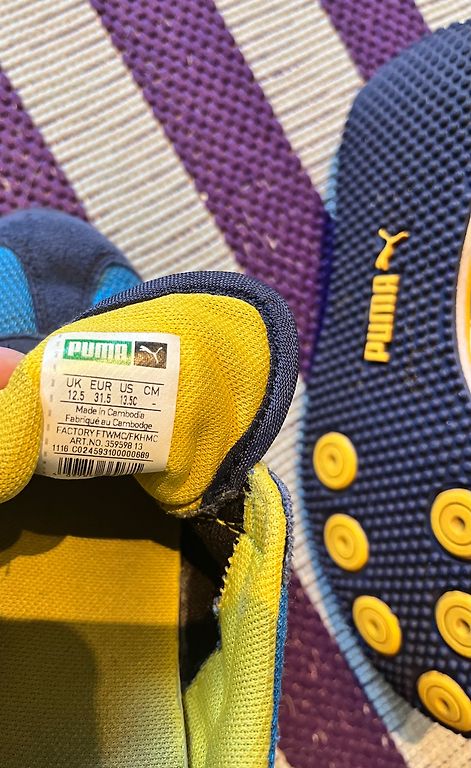 PUMA
UK EUR US CM
12.5 31.5 13.5C -
Made in Cambodia
Fabriqué au Cambodge
FACTORY FTWMC/FKHMC
ART.NO. 359598 13
1116 C024593100000689
PUMA